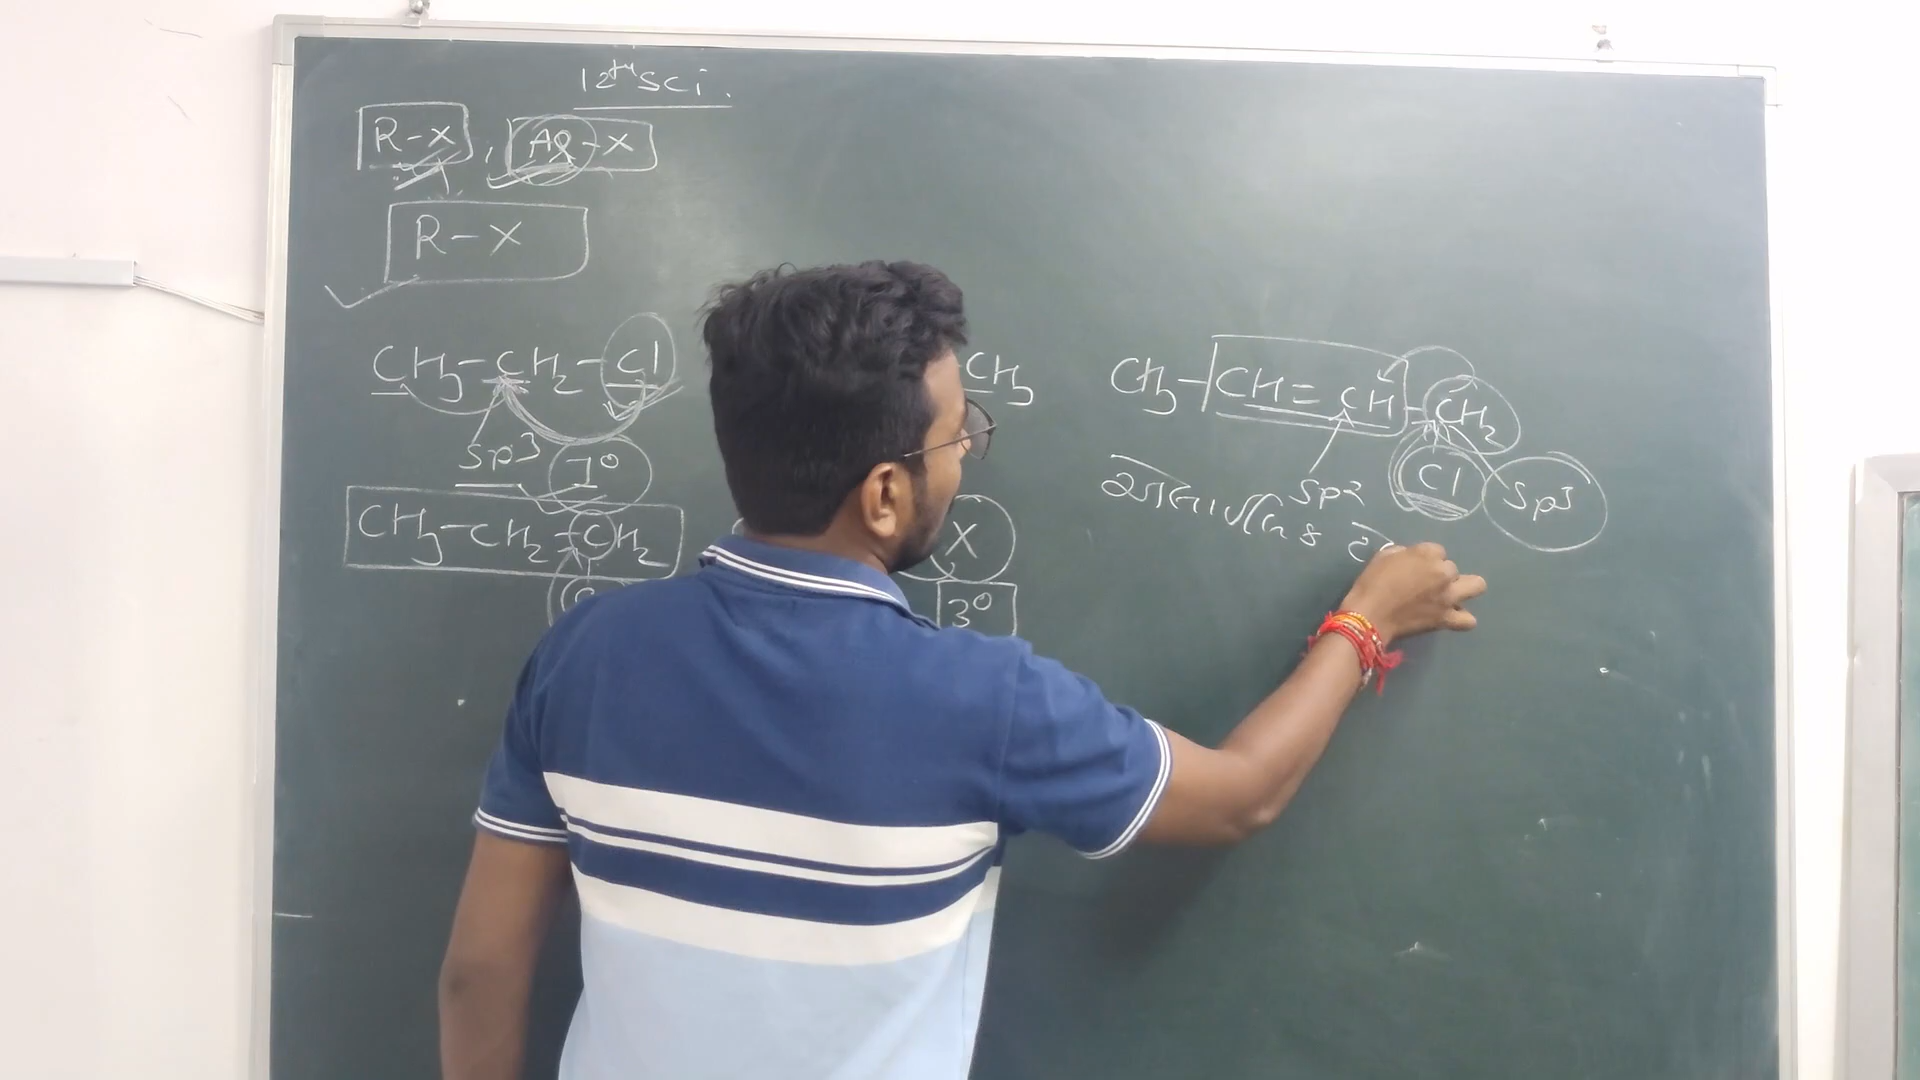 12th Sci.
R-X, Ar-X
R-X
CH3-CH2-Cl
sp3 1°
CH3-CH2-CH2
CH3
X
3°
CH3-CH=CH-CH2
sp2 Cl sp3